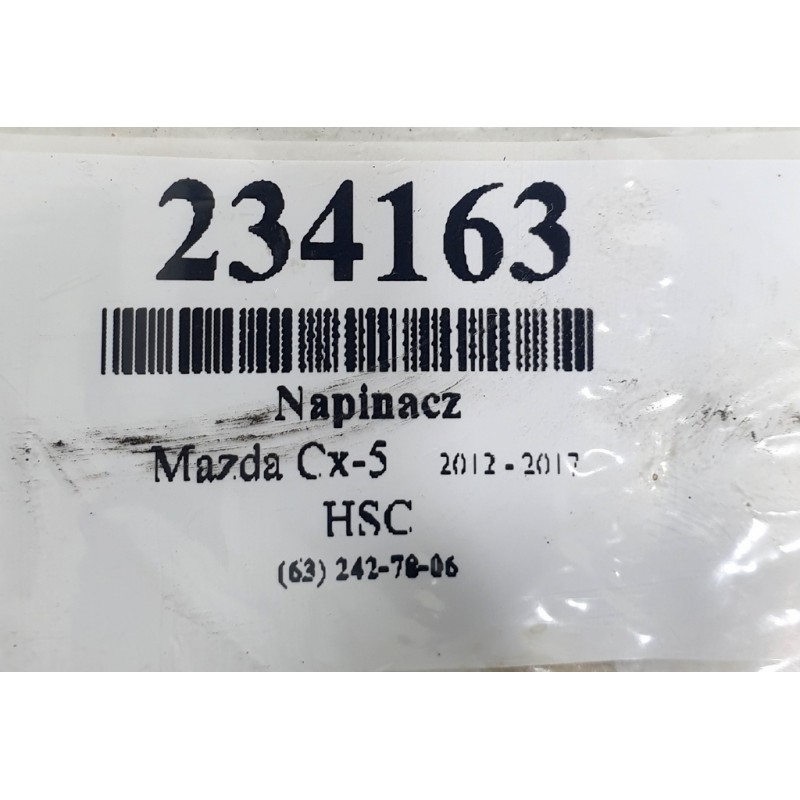 234163
Napinacz
Mazda Cx-5 2012 - 2017
HSC
(63) 242-78-06